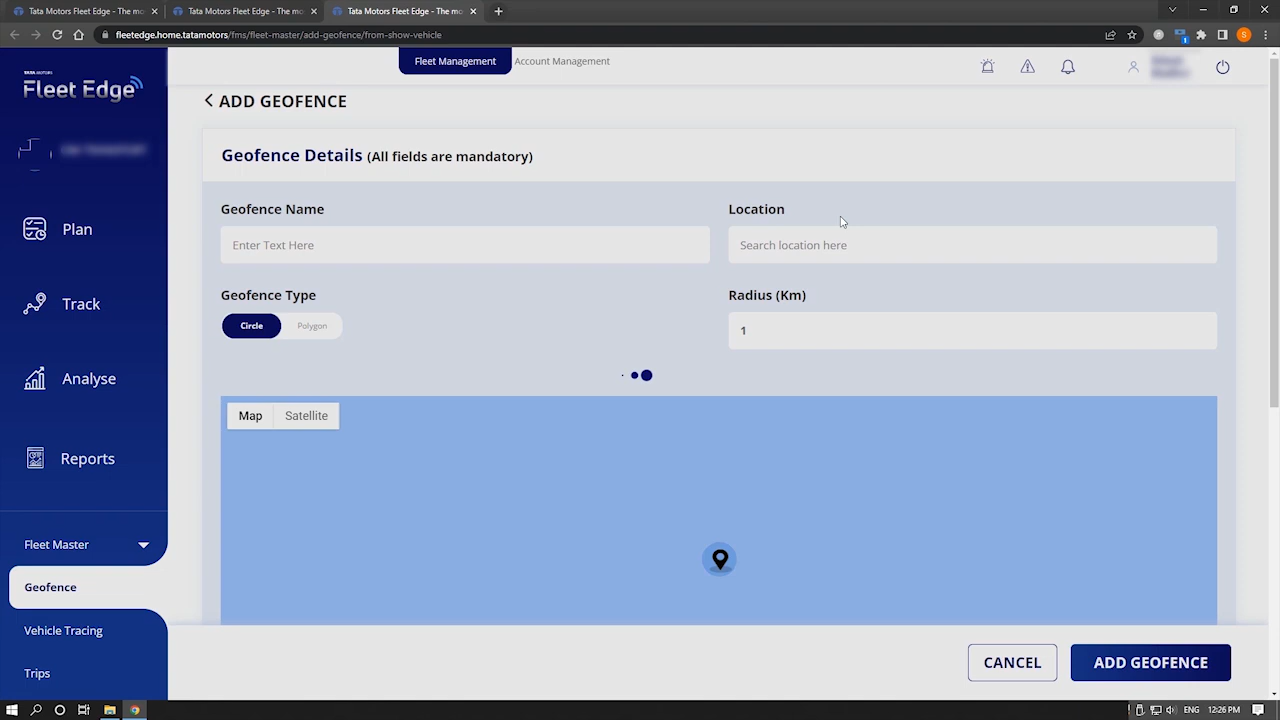 Tata Motors Fleet Edge - The mo
Tata Motors Fleet Edge - The mo
Tata Motors Fleet Edge - The mo
fleetedge.home.tatamotors/fms/fleet-master/add-geofence/from-show-vehicle
S
1
TATA MOTORS
Fleet Edge
Fleet Management
Account Management
ADD GEOFENCE
Geofence Details (All fields are mandatory)
Geofence Name
Location
Enter Text Here
Search location here
Geofence Type
Radius (Km)
Circle
Polygon
1
Map
Satellite
Plan
Track
Analyse
Reports
Fleet Master
Geofence
Vehicle Tracing
Trips
CANCEL
ADD GEOFENCE
ENG
12:26 PM